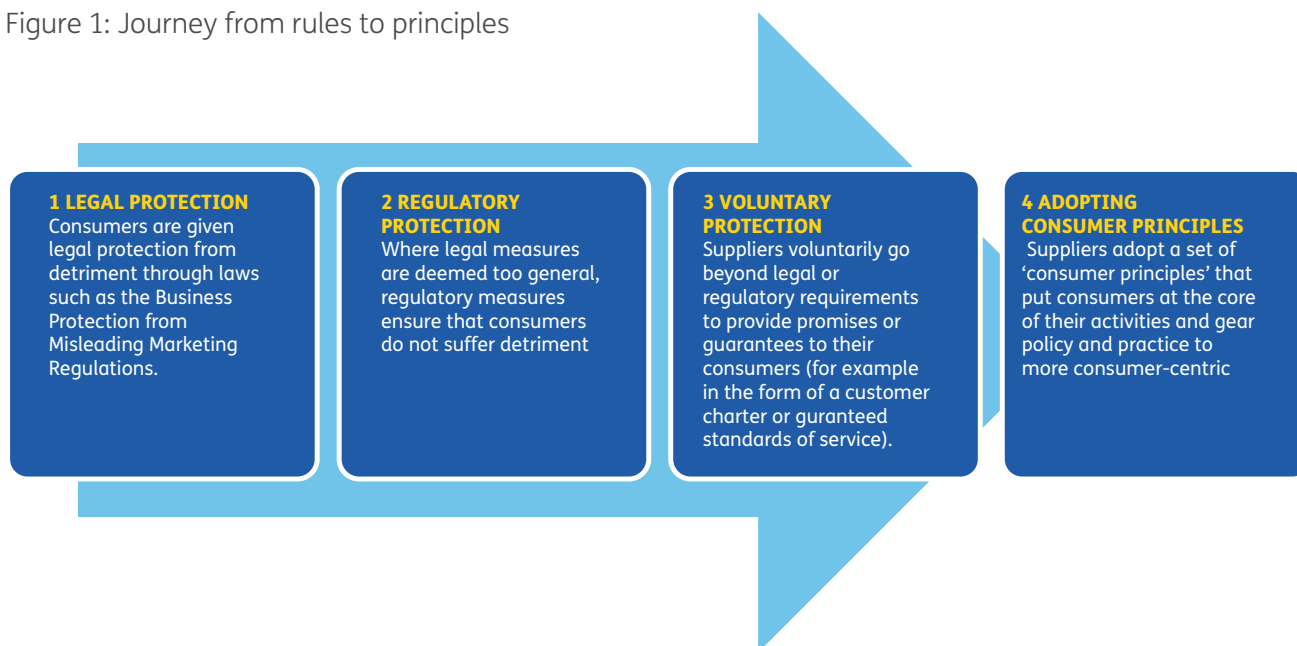 Figure 1: Journey from rules to principles
1 LEGAL PROTECTION
Consumers are given
legal protection from
detriment through laws
such as the Business
Protection from
Misleading Marketing
Regulations.
2 REGULATORY
PROTECTION
Where legal measures
are deemed too general,
regulatory measures
ensure that consumers
do not suffer detriment
3 VOLUNTARY
PROTECTION
Suppliers voluntarily go
beyond legal or
regulatory requirements
to provide promises or
guarantees to their
consumers (for example
in the form of a customer
charter or guranteed
standards of service).
4 ADOPTING
CONSUMER PRINCIPLES
Suppliers adopt a set of
‘consumer principles’ that
put consumers at the core
of their activities and gear
policy and practice to
more consumer-centric